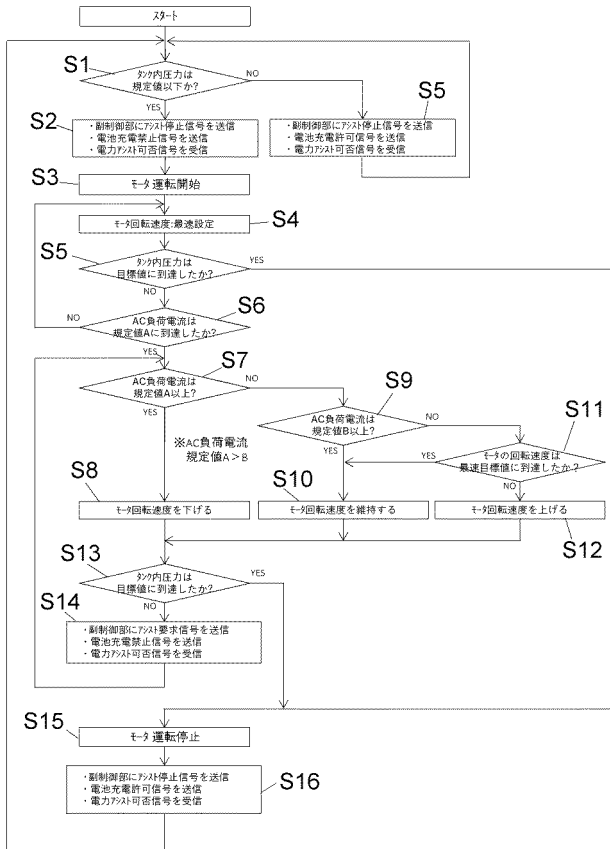 スタート
S1
タンク内圧力は
規定値以下か?
NO
YES
S2
・副制御部にアシスト停止信号を送信
・電池充電禁止信号を送信
・電力アシスト可否信号を受信
S5
・副制御部にアシスト停止信号を送信
・電池充電許可信号を送信
・電力アシスト可否信号を受信
S3
モータ運転開始
S4
モータ回転速度:最速設定
S5
タンク内圧力は
目標値に到達したか?
YES
NO
S6
AC負荷電流は
規定値Aに到達したか?
NO
YES
S7
AC負荷電流は
規定値A以上?
NO
YES
S9
AC負荷電流は
規定値B以上?
NO
YES
S11
モータの回転速度は
最速目標値に到達したか?
YES
NO
※AC負荷電流
規定値A>B
S8
モータ回転速度を下げる
S10
モータ回転速度を維持する
モータ回転速度を上げる
S12
S13
タンク内圧力は
目標値に到達したか?
YES
NO
S14
・副制御部にアシスト要求信号を送信
・電池充電禁止信号を送信
・電力アシスト可否信号を受信
S15
モータ運転停止
S16
・副制御部にアシスト停止信号を送信
・電池充電許可信号を送信
・電力アシスト可否信号を受信